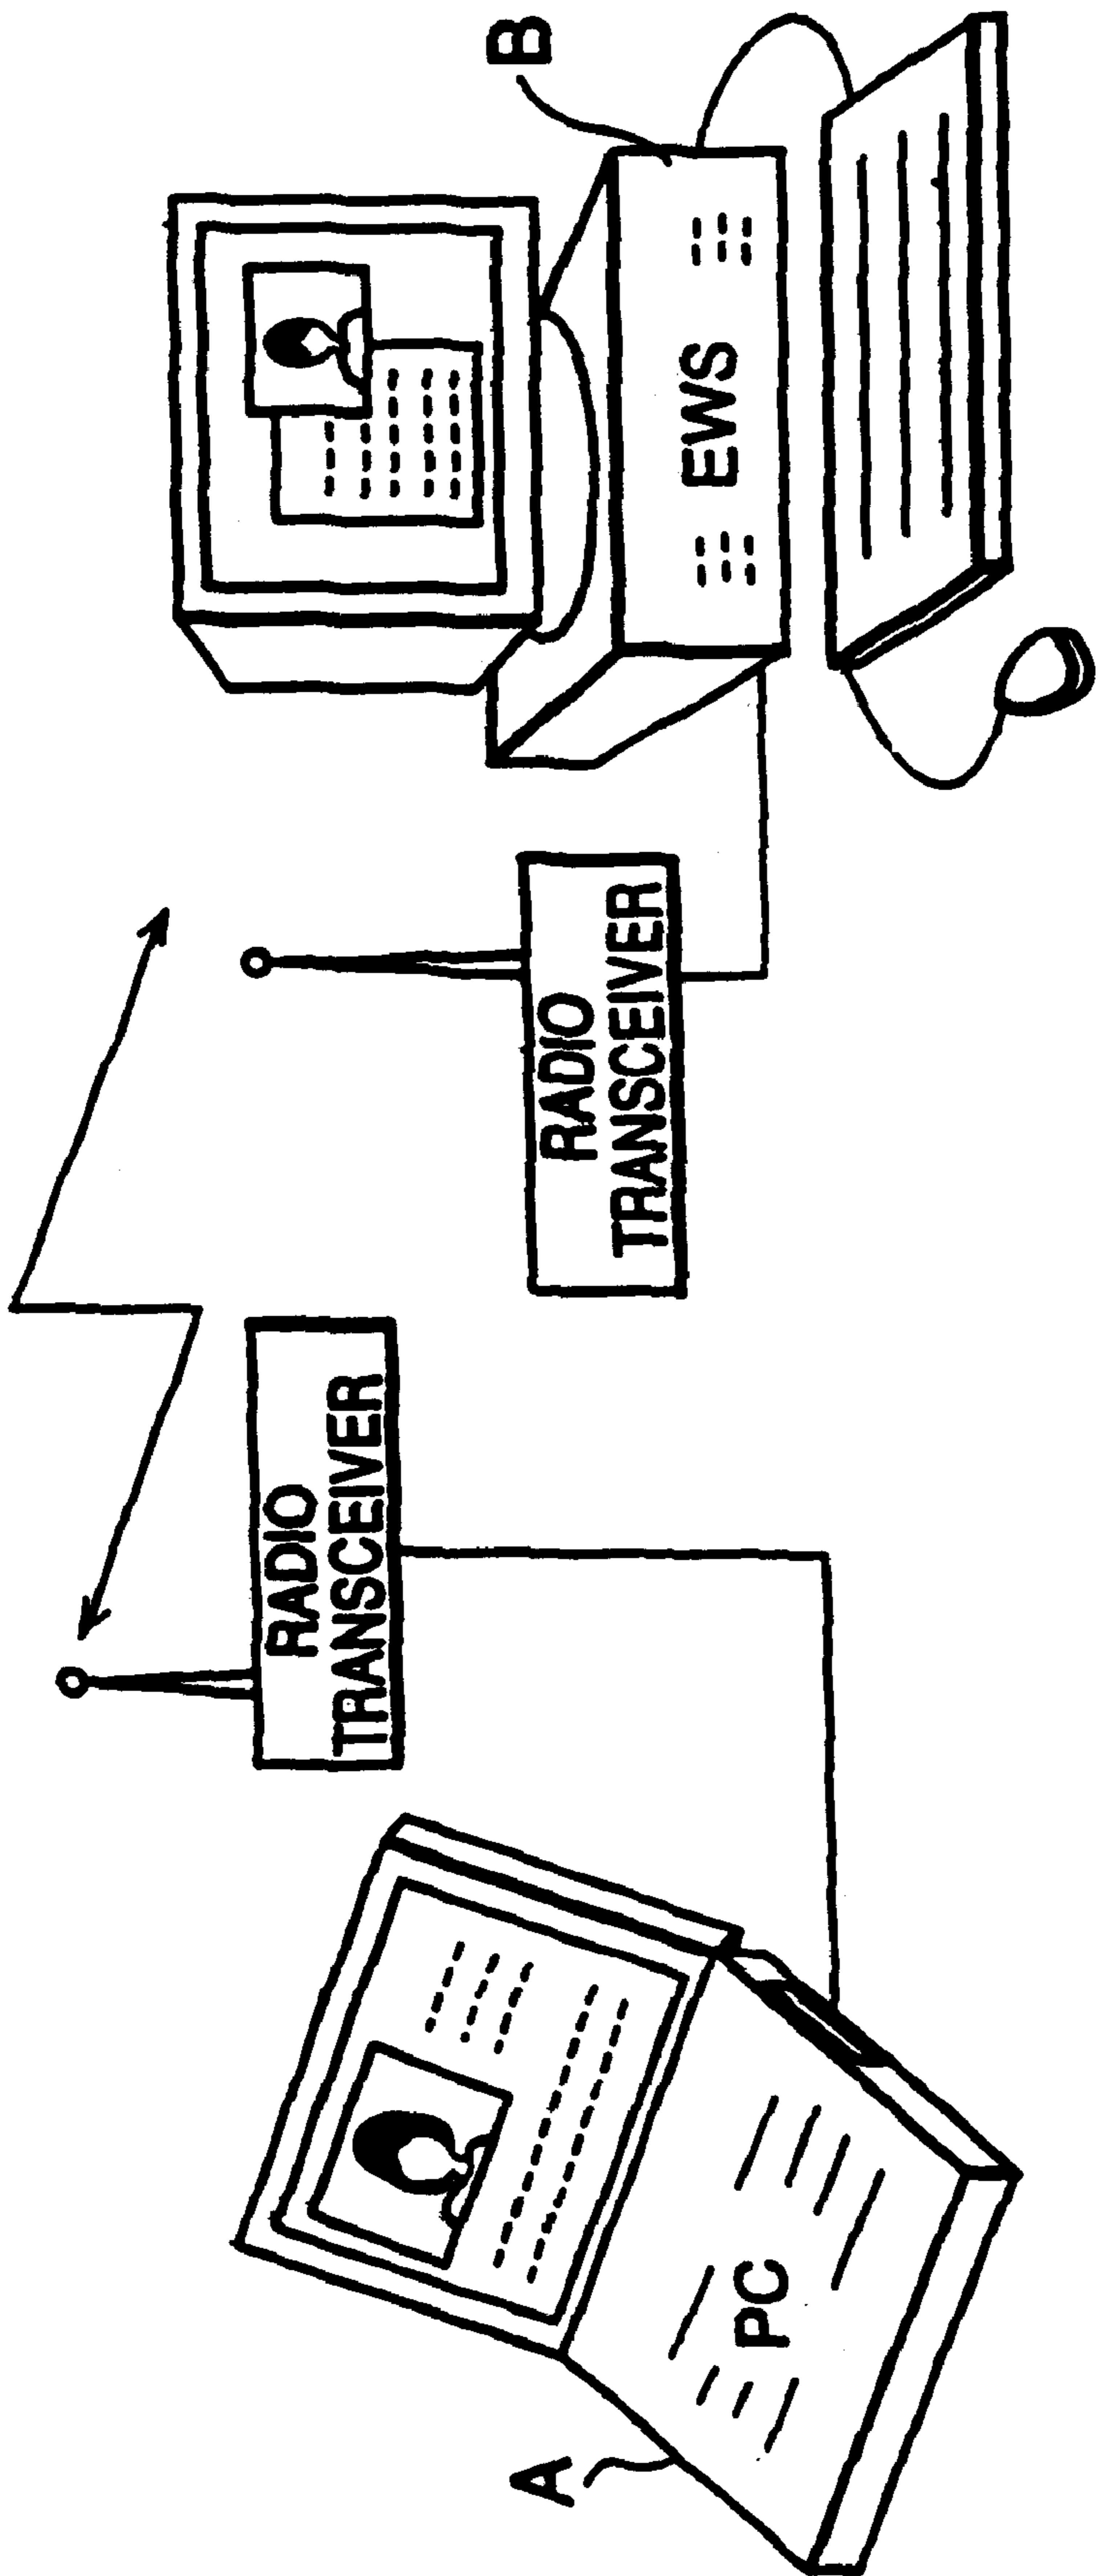 A
PC
RADIO
TRANSCEIVER
RADIO
TRANSCEIVER
EWS
B